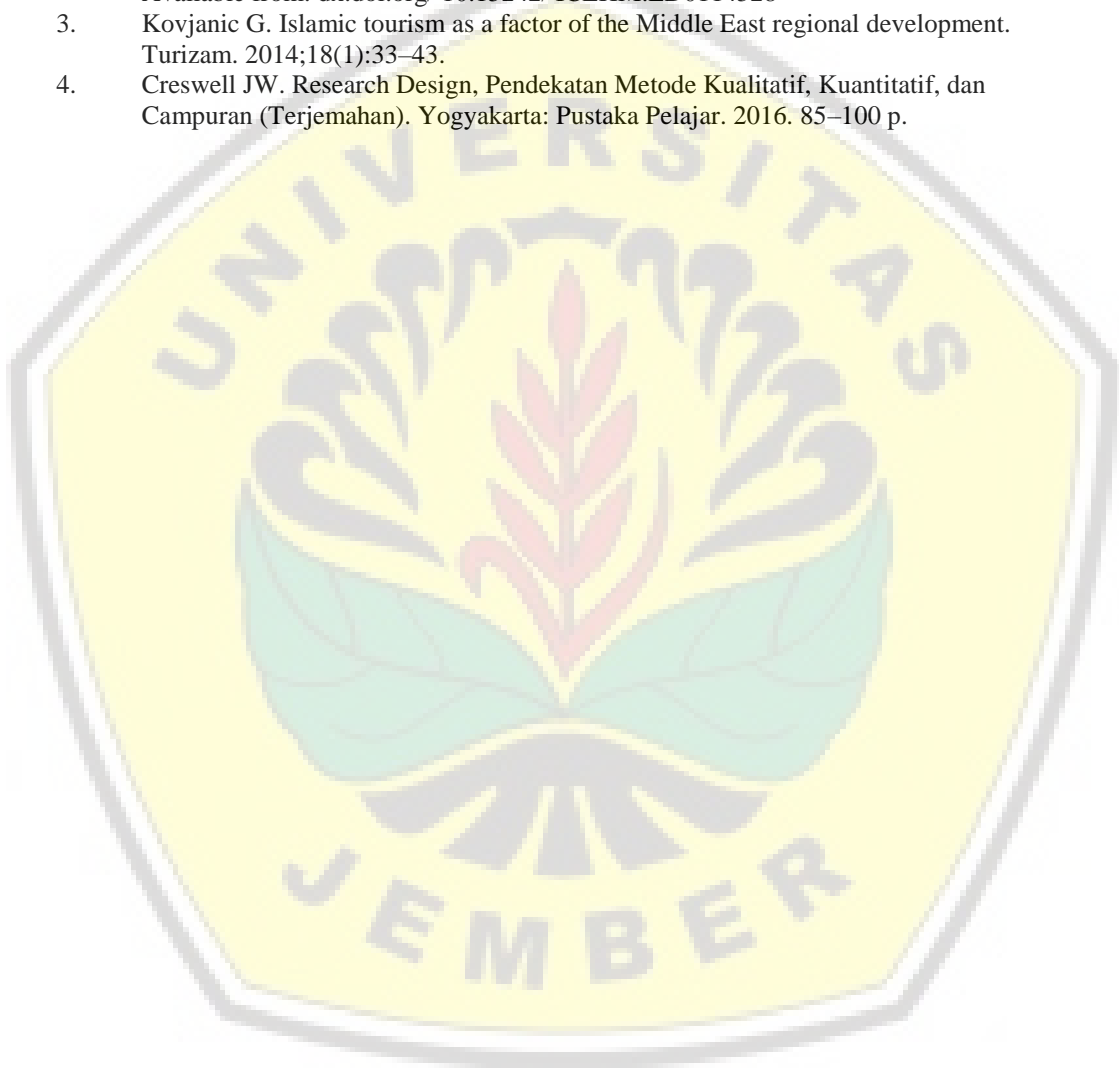 3. Kovjanic G. Islamic tourism as a factor of the Middle East regional development.
Turizam. 2014;18(1):33–43.
4. Creswell JW. Research Design, Pendekatan Metode Kualitatif, Kuantitatif, dan
Campuran (Terjemahan). Yogyakarta: Pustaka Pelajar. 2016. 85–100 p.
UNIVERSITAS
JEMBER